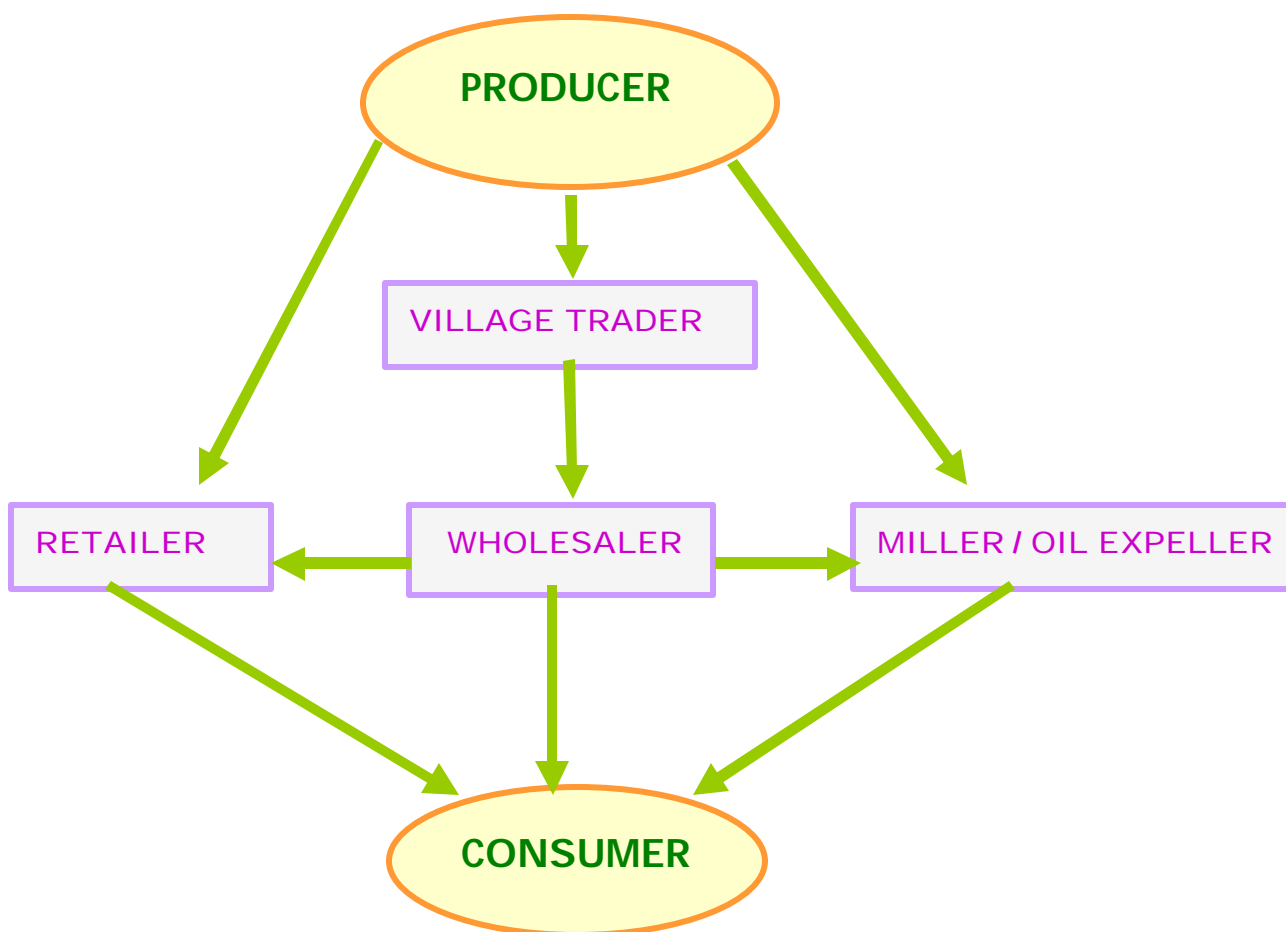 PRODUCER
VILLAGE TRADER
RETAILER
WHOLESALER
MILLER / OIL EXPELLER
CONSUMER